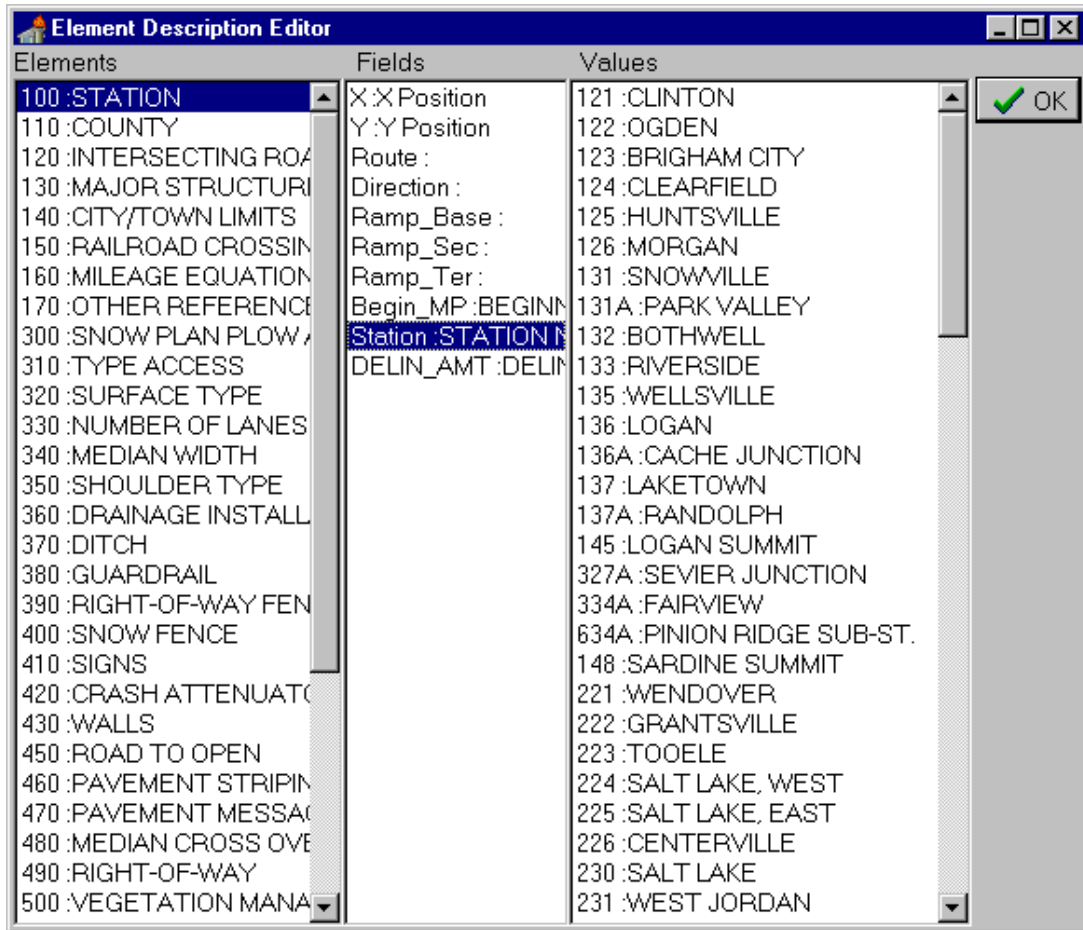 Element Description Editor
Elements
Fields
Values
OK
100 :STATION
110 :COUNTY
120 :INTERSECTING ROA
130 :MAJOR STRUCTURI
140 :CITY/TOWN LIMITS
150 :RAILROAD CROSSIN
160 :MILEAGE EQUATION
170 :OTHER REFERENCE
300 :SNOW PLAN PLOW A
310 :TYPE ACCESS
320 :SURFACE TYPE
330 :NUMBER OF LANES
340 :MEDIAN WIDTH
350 :SHOULDER TYPE
360 :DRAINAGE INSTALL
370 :DITCH
380 :GUARDRAIL
390 :RIGHT-OF-WAY FEN
400 :SNOW FENCE
410 :SIGNS
420 :CRASH ATTENUATO
430 :WALLS
450 :ROAD TO OPEN
460 :PAVEMENT STRIPIN
470 :PAVEMENT MESSAG
480 :MEDIAN CROSS OVE
490 :RIGHT-OF-WAY
500 :VEGETATION MANA
X :X Position
Y :Y Position
Route :
Direction :
Ramp_Base :
Ramp_Sec :
Ramp_Ter :
Begin_MP :BEGINN
Station :STATION N
DELIN_AMT :DELIN
121 :CLINTON
122 :OGDEN
123 :BRIGHAM CITY
124 :CLEARFIELD
125 :HUNTSVILLE
126 :MORGAN
131 :SNOWVILLE
131A :PARK VALLEY
132 :BOTHWELL
133 :RIVERSIDE
135 :WELLSVILLE
136 :LOGAN
136A :CACHE JUNCTION
137 :LAKETOWN
137A :RANDOLPH
145 :LOGAN SUMMIT
327A :SEVIER JUNCTION
334A :FAIRVIEW
634A :PINION RIDGE SUB-ST.
148 :SARDINE SUMMIT
221 :WENDOVER
222 :GRANTSVILLE
223 :TOOELE
224 :SALT LAKE, WEST
225 :SALT LAKE, EAST
226 :CENTERVILLE
230 :SALT LAKE
231 :WEST JORDAN